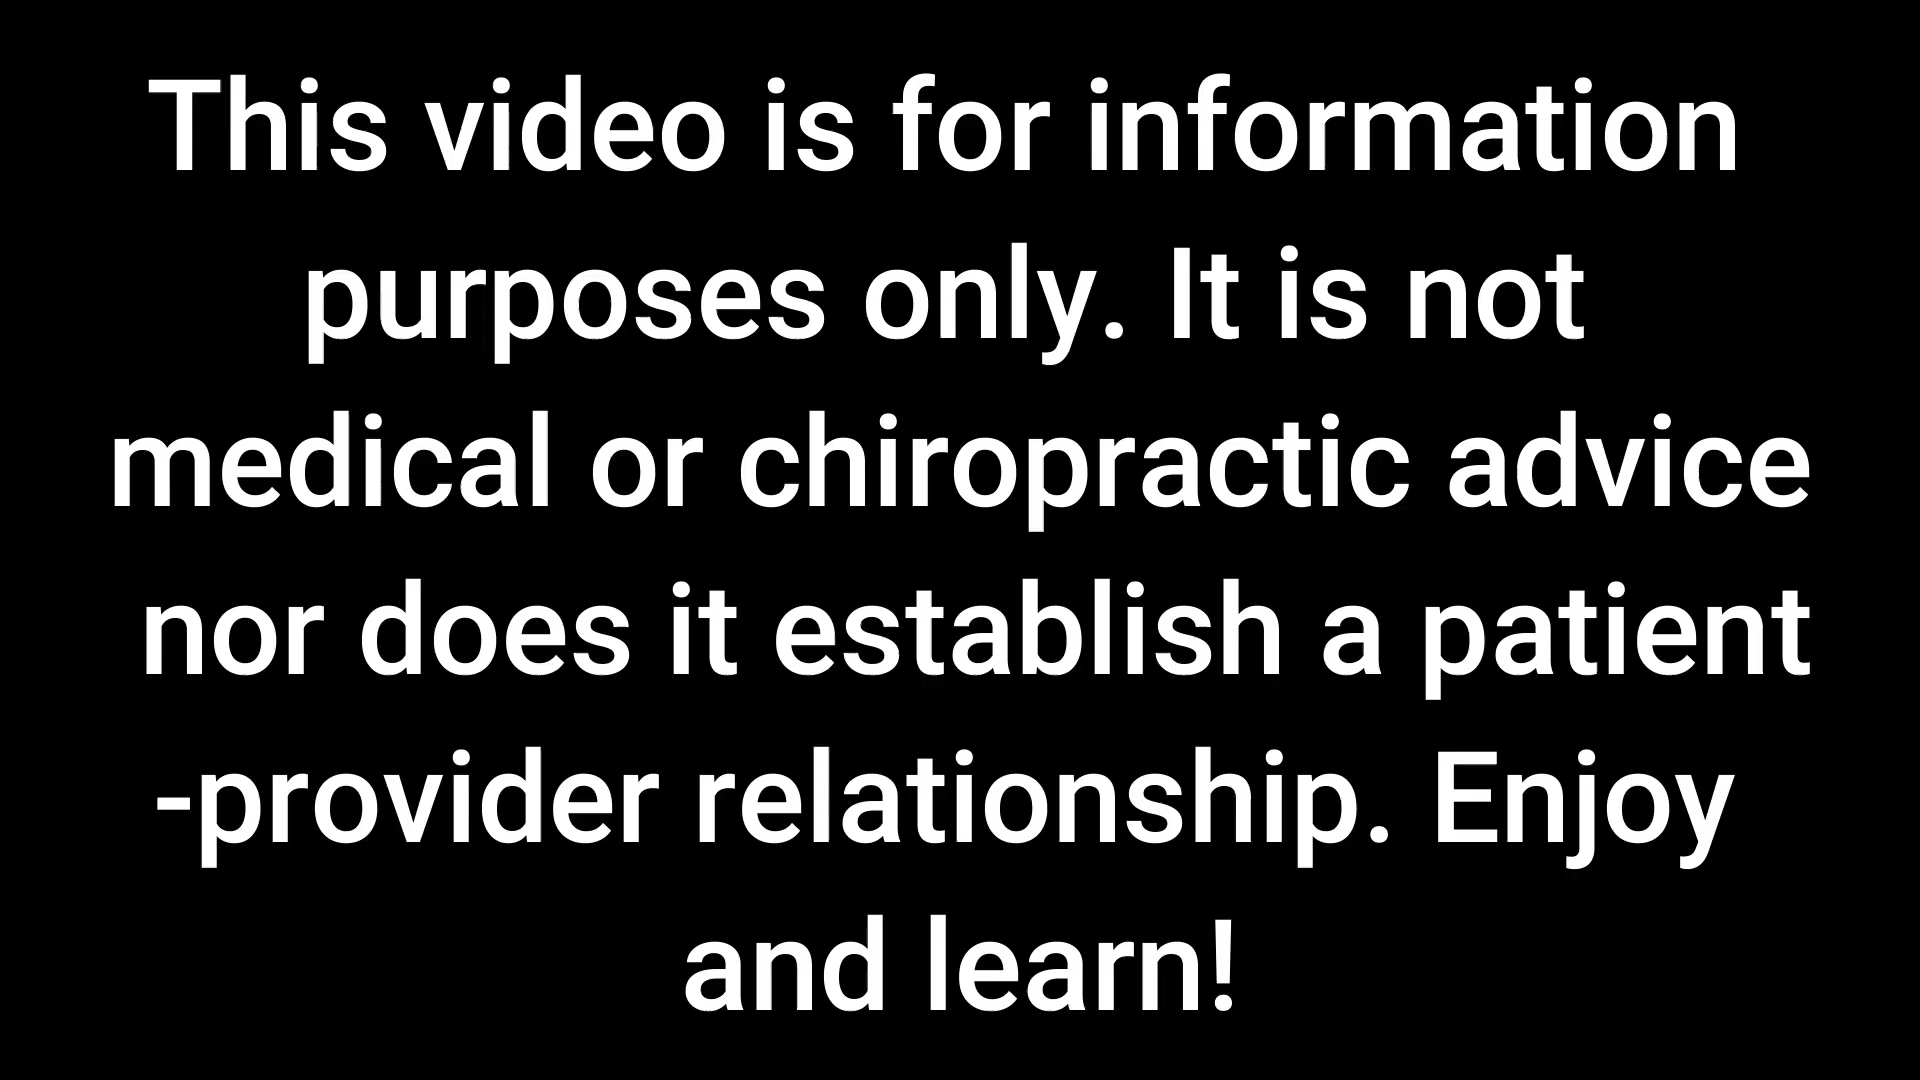 This video is for information
purposes only. It is not
medical or chiropractic advice
nor does it establish a patient
-provider relationship. Enjoy
and learn!